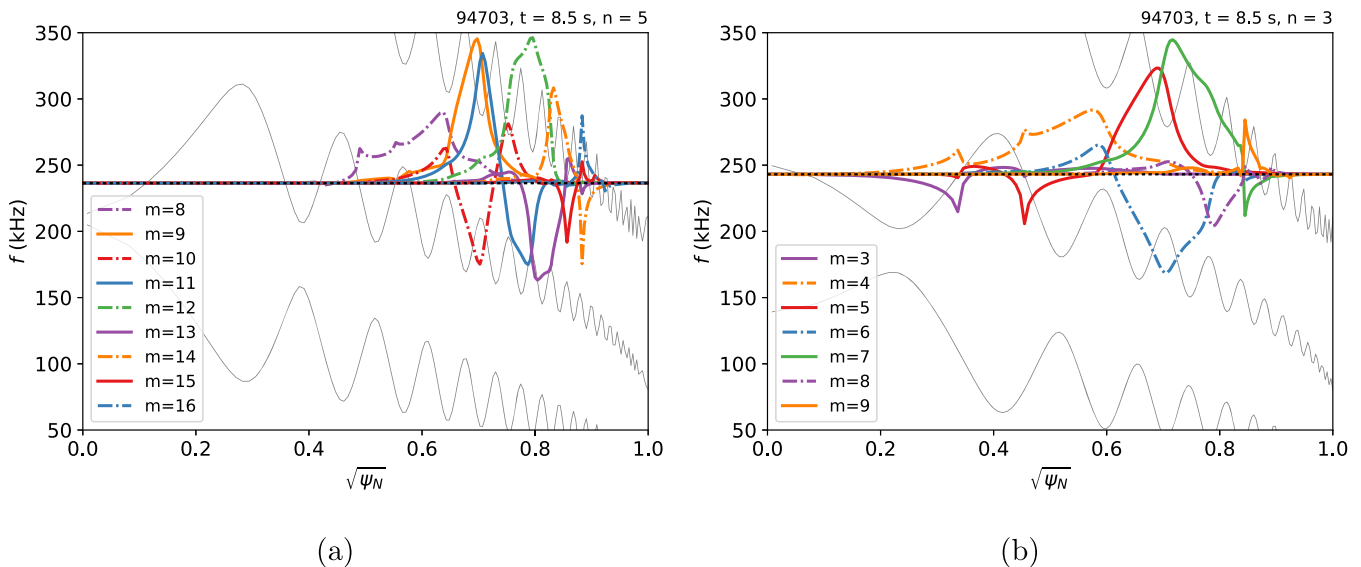 94703, t = 8.5 s, n = 5
350
300
250
200
150
100
50
f (kHz)
m=8
m=9
m=10
m=11
m=12
m=13
m=14
m=15
m=16
0.0 0.2 0.4 0.6 0.8 1.0
√ψ_N
(a)
94703, t = 8.5 s, n = 3
350
300
250
200
150
100
50
f (kHz)
m=3
m=4
m=5
m=6
m=7
m=8
m=9
0.0 0.2 0.4 0.6 0.8 1.0
√ψ_N
(b)